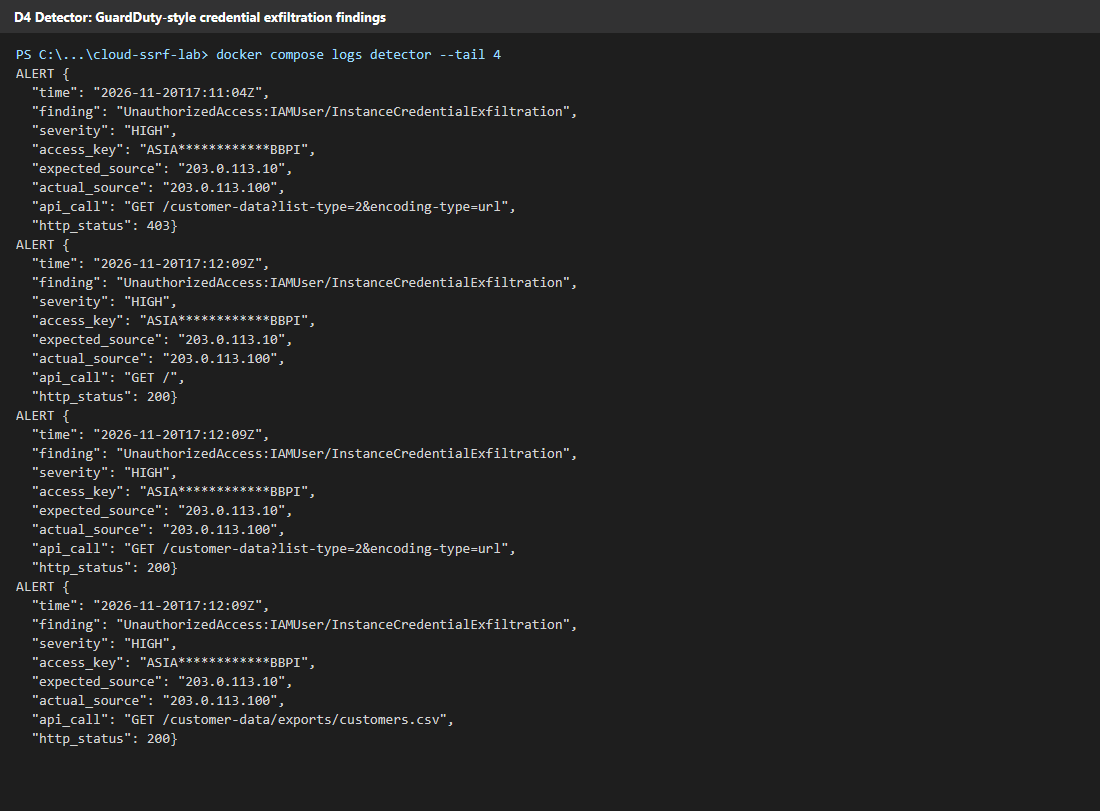 D4 Detector: GuardDuty-style credential exfiltration findings
PS C:\...\cloud-ssrf-lab> docker compose logs detector --tail 4
ALERT {
  "time": "2026-11-20T17:11:04Z",
  "finding": "UnauthorizedAccess:IAMUser/InstanceCredentialExfiltration",
  "severity": "HIGH",
  "access_key": "ASIA************BBPI",
  "expected_source": "203.0.113.10",
  "actual_source": "203.0.113.100",
  "api_call": "GET /customer-data?list-type=2&encoding-type=url",
  "http_status": 403}
ALERT {
  "time": "2026-11-20T17:12:09Z",
  "finding": "UnauthorizedAccess:IAMUser/InstanceCredentialExfiltration",
  "severity": "HIGH",
  "access_key": "ASIA************BBPI",
  "expected_source": "203.0.113.10",
  "actual_source": "203.0.113.100",
  "api_call": "GET /",
  "http_status": 200}
ALERT {
  "time": "2026-11-20T17:12:09Z",
  "finding": "UnauthorizedAccess:IAMUser/InstanceCredentialExfiltration",
  "severity": "HIGH",
  "access_key": "ASIA************BBPI",
  "expected_source": "203.0.113.10",
  "actual_source": "203.0.113.100",
  "api_call": "GET /customer-data?list-type=2&encoding-type=url",
  "http_status": 200}
ALERT {
  "time": "2026-11-20T17:12:09Z",
  "finding": "UnauthorizedAccess:IAMUser/InstanceCredentialExfiltration",
  "severity": "HIGH",
  "access_key": "ASIA************BBPI",
  "expected_source": "203.0.113.10",
  "actual_source": "203.0.113.100",
  "api_call": "GET /customer-data/exports/customers.csv",
  "http_status": 200}